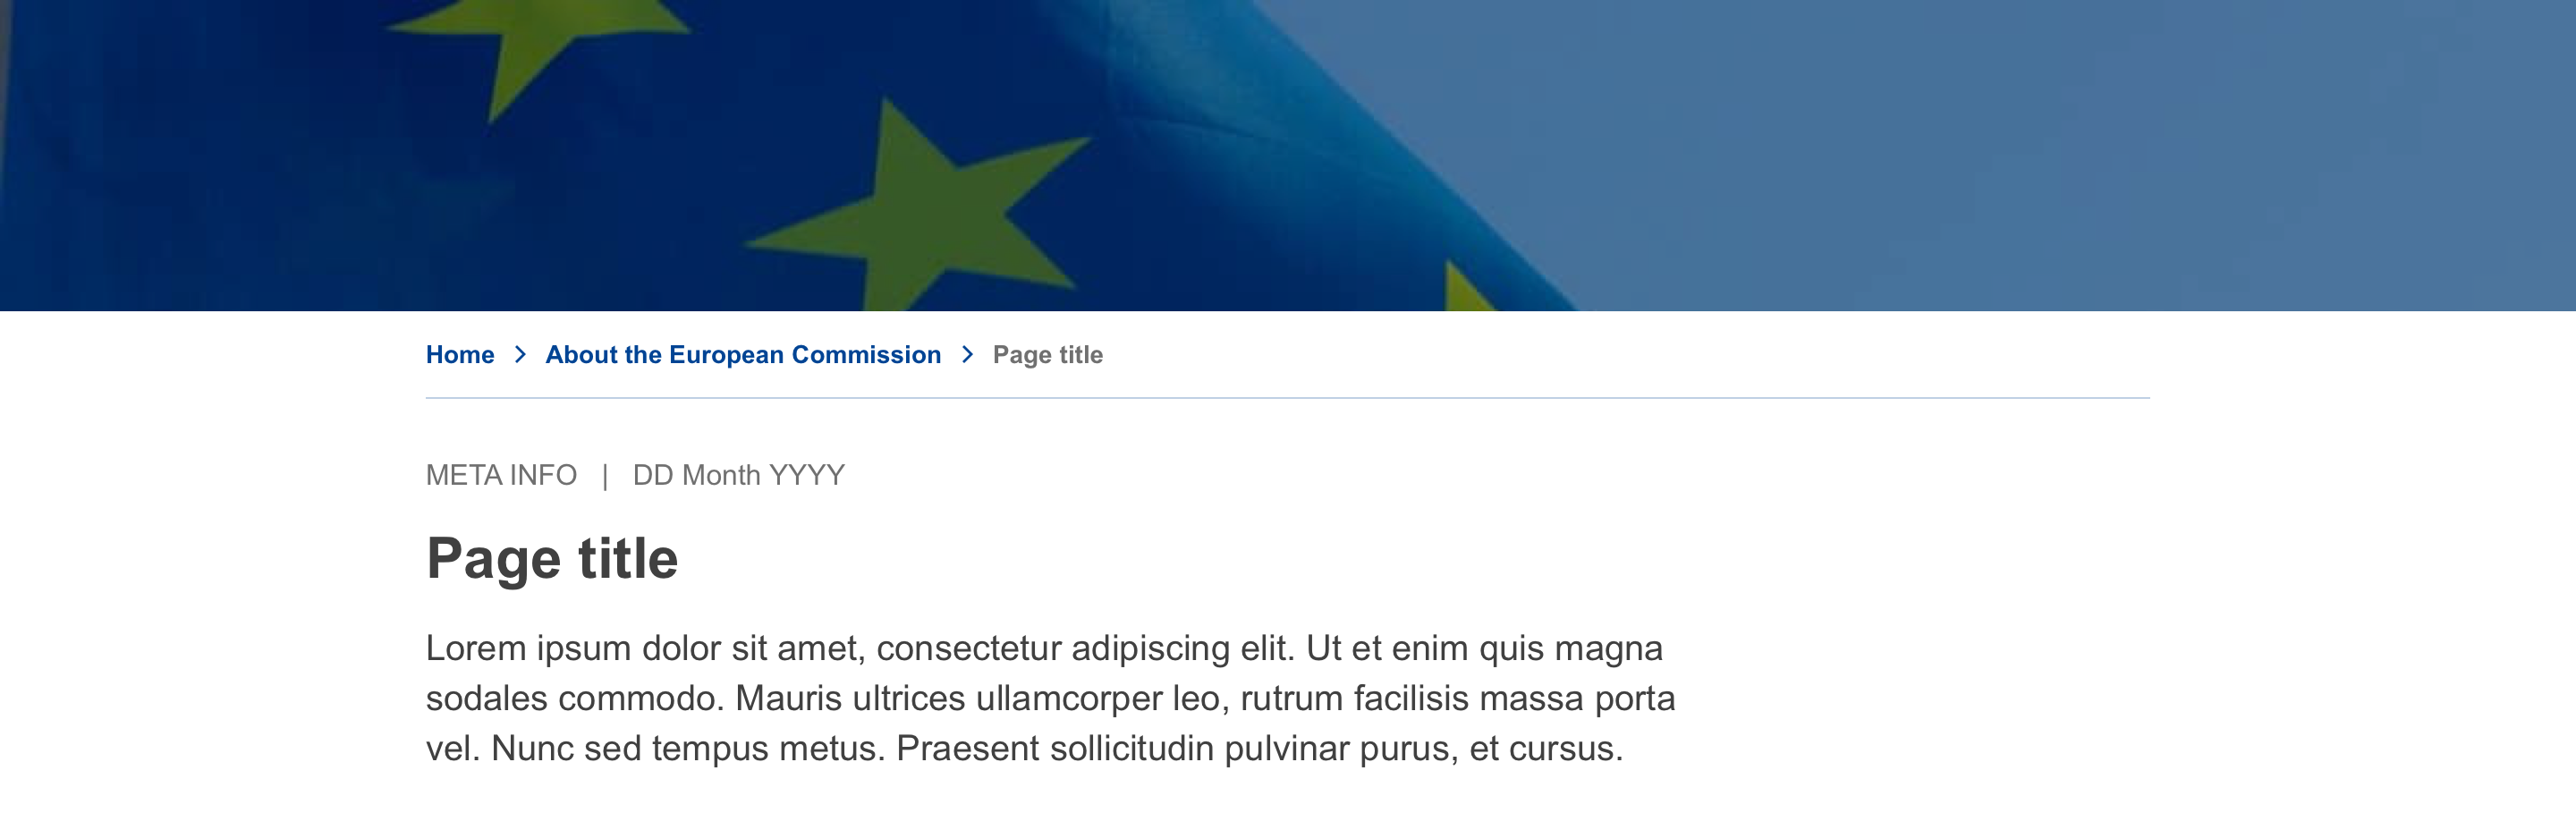 Home > About the European Commission > Page title
META INFO | DD Month YYYY
Page title
Lorem ipsum dolor sit amet, consectetur adipiscing elit. Ut et enim quis magna
sodales commodo. Mauris ultrices ullamcorper leo, rutrum facilisis massa porta
vel. Nunc sed tempus metus. Praesent sollicitudin pulvinar purus, et cursus.